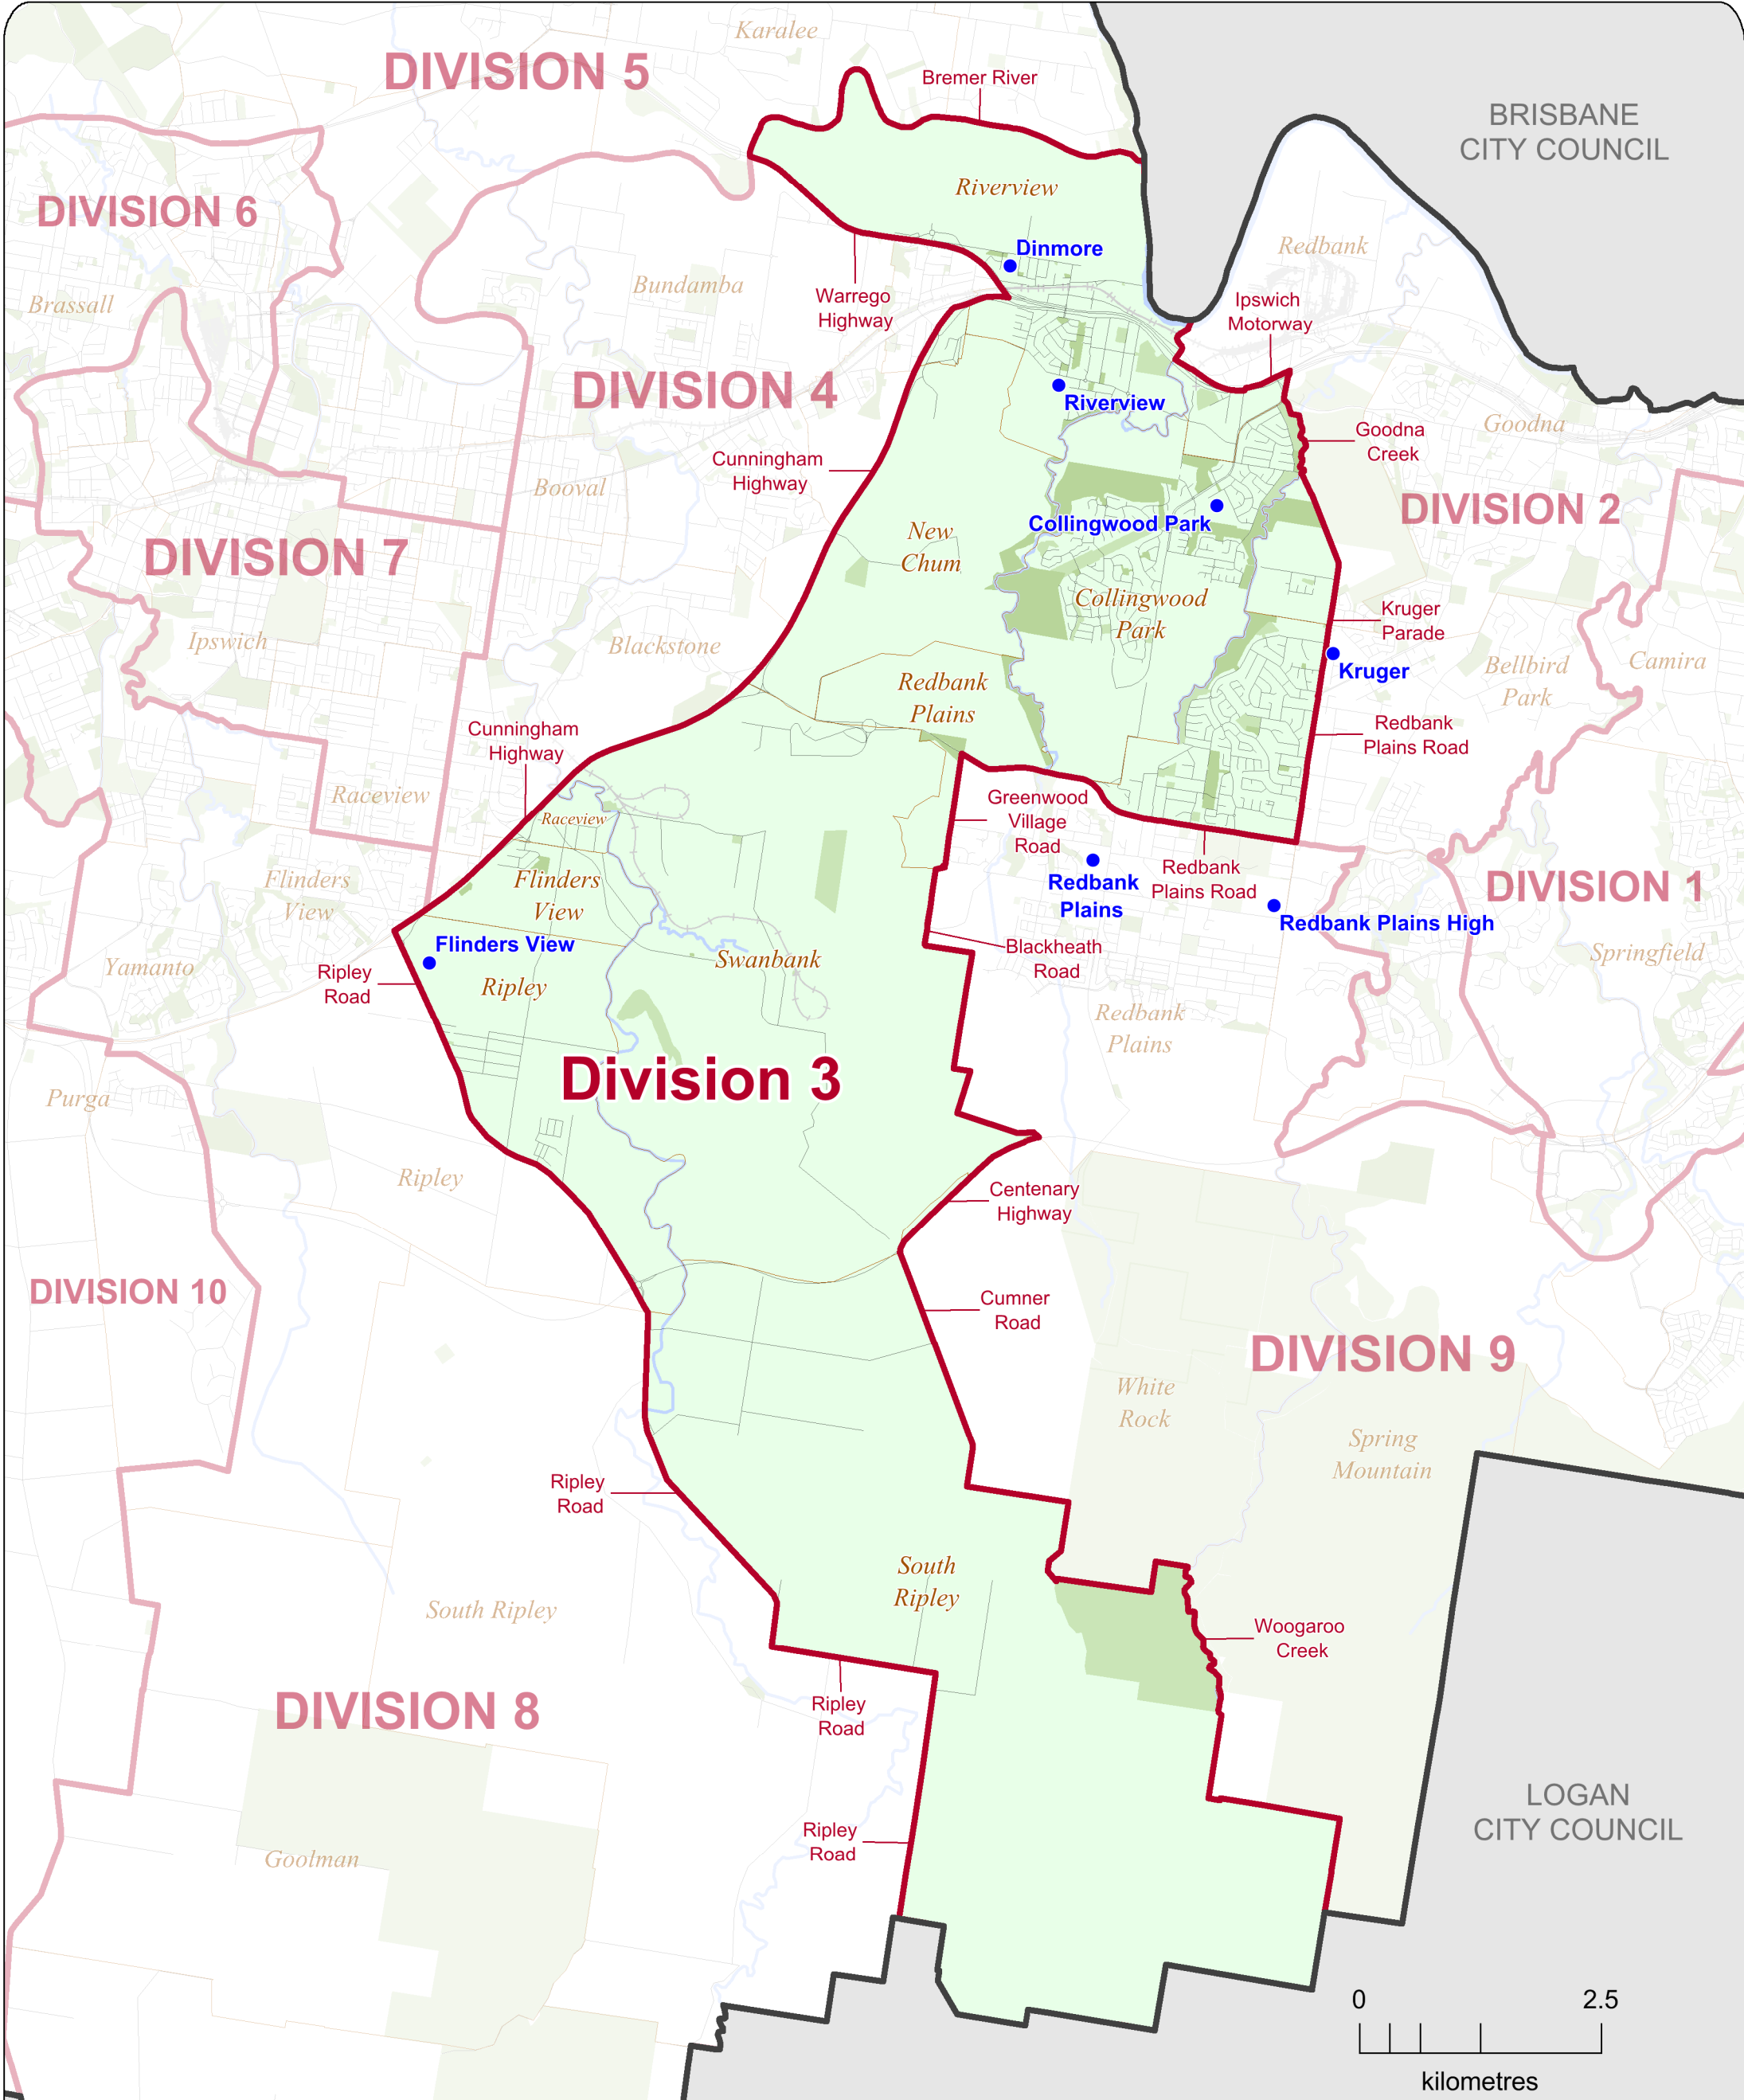 Karalee
DIVISION 5
Bremer River
BRISBANE
CITY COUNCIL
Riverview
DIVISION 6
Dinmore
Redbank
Bundamba
Brassall
Warrego
Highway
Ipswich
Motorway
DIVISION 4
Riverview
Goodna
Goodna
Creek
Cunningham
Highway
Booval
DIVISION 2
Collingwood Park
New
Chum
DIVISION 7
Collingwood
Park
Kruger
Parade
Ipswich
Blackstone
Bellbird
Park
Camira
Kruger
Redbank
Plains
Redbank
Plains Road
Cunningham
Highway
Raceview
Greenwood
Village
Road
Raceview
Redbank
Plains Road
Redbank
Plains
DIVISION 1
Flinders
View
Flinders
View
Redbank Plains High
Flinders View
Blackheath
Road
Springfield
Yamanto
Swanbank
Ripley
Road
Ripley
Redbank
Plains
Division 3
Purga
Ripley
Centenary
Highway
DIVISION 10
Cumner
Road
DIVISION 9
White
Rock
Spring
Mountain
Ripley
Road
South
Ripley
South Ripley
Woogaroo
Creek
DIVISION 8
Ripley
Road
LOGAN
CITY COUNCIL
Ripley
Road
Goolman
0 2.5
kilometres